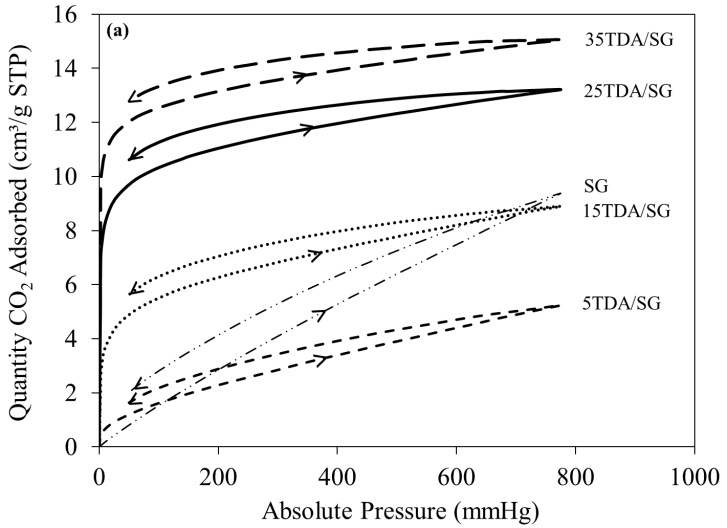 (a)
Quantity CO₂ Adsorbed (cm³/g STP)
16
14
12
10
8
6
4
2
0
35TDA/SG
25TDA/SG
SG
15TDA/SG
5TDA/SG
0
200
400
600
800
1000
Absolute Pressure (mmHg)